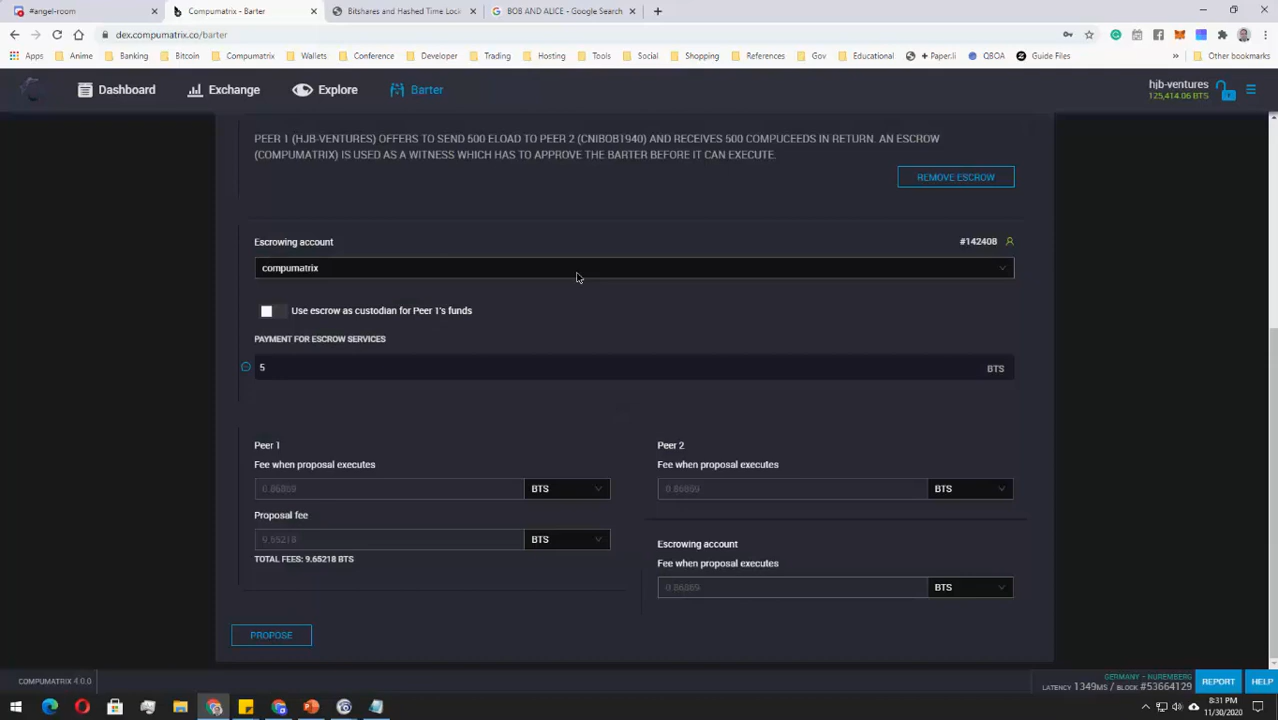 #angel-room
Compumatrix - Barter
Bitshares and Hashed Time Lock
BOB AND ALICE - Google Search
dex.compumatrix.co/barter
Apps Anime Banking Bitcoin Compumatrix Wallets Conference Developer Trading Hosting Tools Social Shopping References Gov Educational + Paper.li QBOA Guide Files » Other bookmarks
Dashboard Exchange Explore Barter
hjb-ventures
125,414.06 BTS
PEER 1 (HJB-VENTURES) OFFERS TO SEND 500 ELOAD TO PEER 2 (CNIBOB1940) AND RECEIVES 500 COMPUCEEDS IN RETURN. AN ESCROW
(COMPUMATRIX) IS USED AS A WITNESS WHICH HAS TO APPROVE THE BARTER BEFORE IT CAN EXECUTE.
REMOVE ESCROW
Escrowing account #142408
compumatrix
Use escrow as custodian for Peer 1's funds
PAYMENT FOR ESCROW SERVICES
5 BTS
Peer 1
Fee when proposal executes
0.86869 BTS
Proposal fee
9.65218 BTS
TOTAL FEES: 9.65218 BTS
Peer 2
Fee when proposal executes
0.86869 BTS
Escrowing account
Fee when proposal executes
0.86869 BTS
PROPOSE
COMPUMATRIX 4.0.0
GERMANY - NUREMBERG
LATENCY 1349MS / BLOCK #53664129
REPORT HELP
8:31 PM
11/30/2020